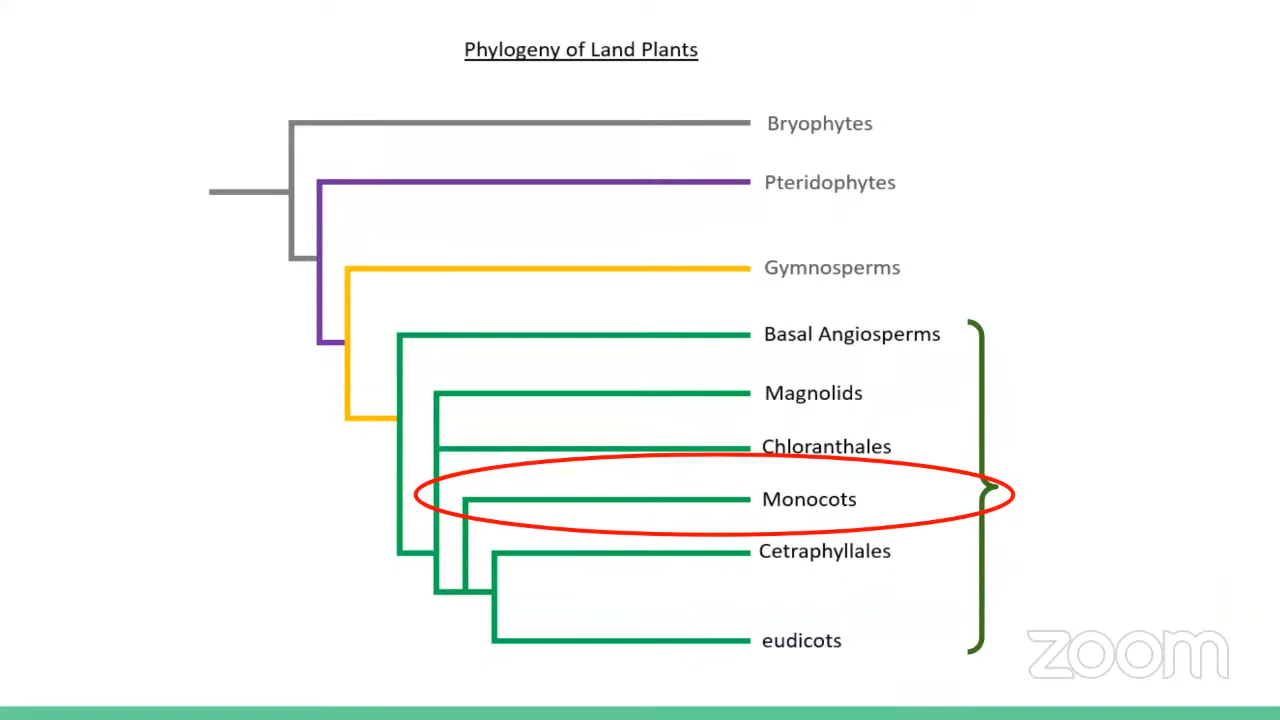 Phylogeny of Land Plants
Bryophytes
Pteridophytes
Gymnosperms
Basal Angiosperms
Magnolids
Chloranthales
Monocots
Cetraphyllales
eudicots
zoom